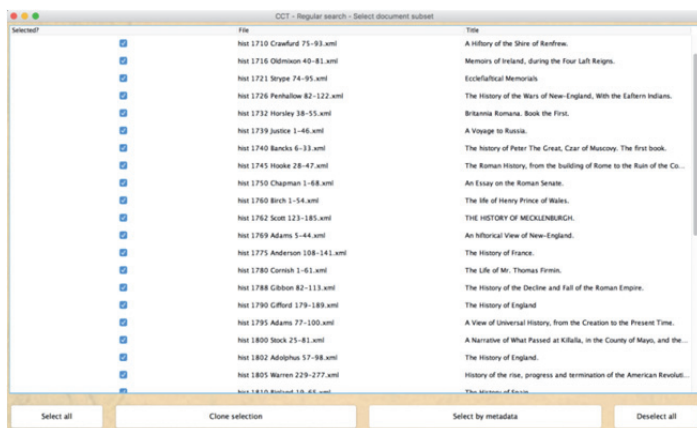 CCT - Regular search - Select document subset
Selected? File Title
hist 1710 Crawfurd 75-93.xml A Hiftory of the Shire of Renfrew.
hist 1716 Oldmixon 40-81.xml Memoirs of Ireland, during the Four Laft Reigns.
hist 1721 Strype 74-95.xml Ecclefiaftical Memorials
hist 1726 Penhallow 82-122.xml The History of the Wars of New-England, With the Eaftern Indians.
hist 1732 Horsley 38-55.xml Britannia Romana. Book the First.
hist 1739 Justice 1-46.xml A Voyage to Russia.
hist 1740 Bancks 6-33.xml The history of Peter The Great, Czar of Muscovy. The first book.
hist 1745 Hooke 28-47.xml The Roman History, from the building of Rome to the Ruin of the Co...
hist 1750 Chapman 1-68.xml An Essay on the Roman Senate.
hist 1760 Birch 1-54.xml The life of Henry Prince of Wales.
hist 1762 Scott 123-185.xml THE HISTORY OF MECKLENBURGH.
hist 1769 Adams 5-44.xml An hiftorical View of New-England.
hist 1775 Anderson 108-141.xml The History of France.
hist 1780 Cornish 1-61.xml The Life of Mr. Thomas Firmin.
hist 1788 Gibbon 82-113.xml The History of the Decline and Fall of the Roman Empire.
hist 1790 Gifford 179-189.xml The History of England
hist 1795 Adams 77-100.xml A View of Universal History, from the Creation to the Present Time.
hist 1800 Stock 25-81.xml A Narrative of What Passed at Killalla, in the County of Mayo, and the...
hist 1802 Adolphus 57-98.xml The History of England.
hist 1805 Warren 229-277.xml History of the rise, progress and termination of the American Revoluti...
hist 1810 Bigland 19-65.xml The History of Spain
Select all Clone selection Select by metadata Deselect all